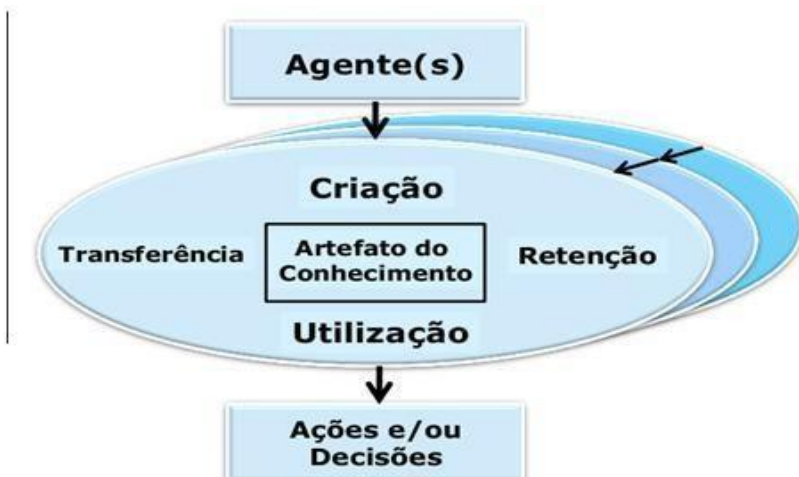 Agente(s)
Criação
Transferência
Artefato do
Conhecimento
Retenção
Utilização
Ações e/ou
Decisões